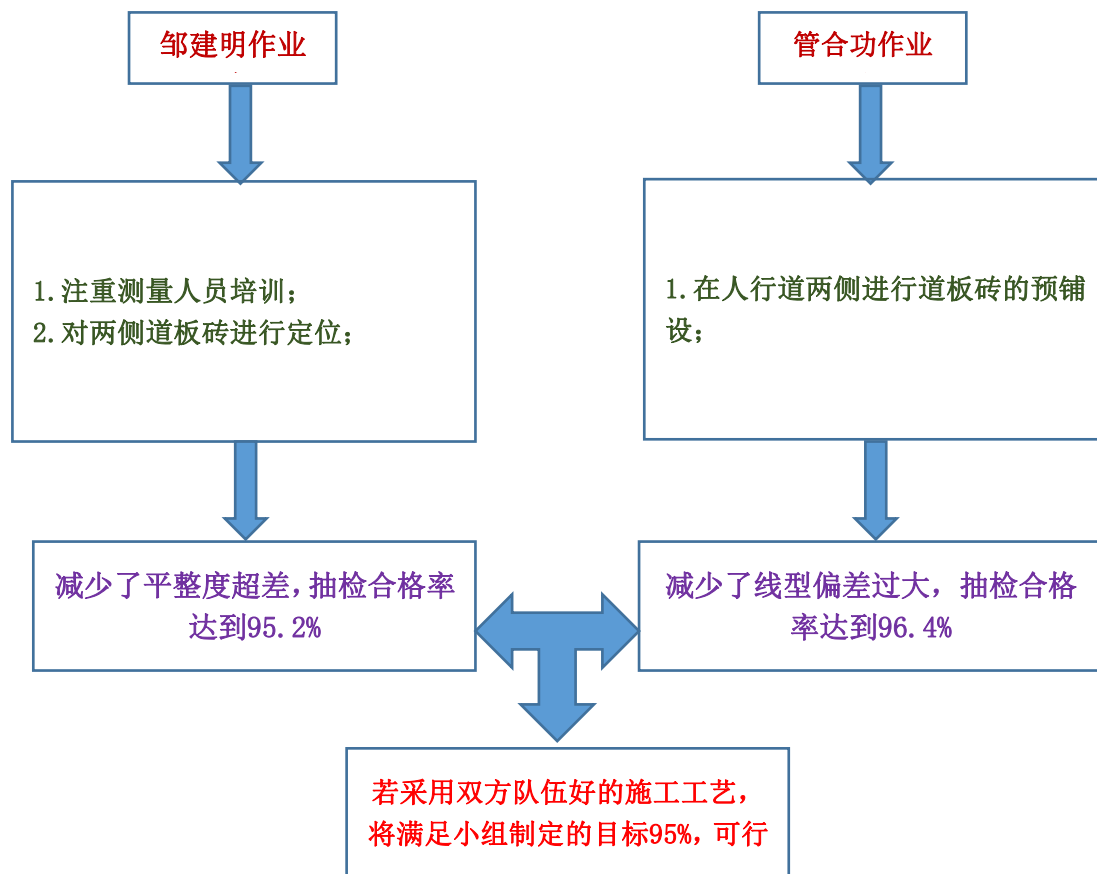 邹建明作业
管合功作业
1.注重测量人员培训；
2.对两侧道板砖进行定位；
1.在人行道两侧进行道板砖的预铺
设；
减少了平整度超差，抽检合格率
达到95.2%
减少了线型偏差过大，抽检合格
率达到96.4%
若采用双方队伍好的施工工艺，
将满足小组制定的目标95%，可行